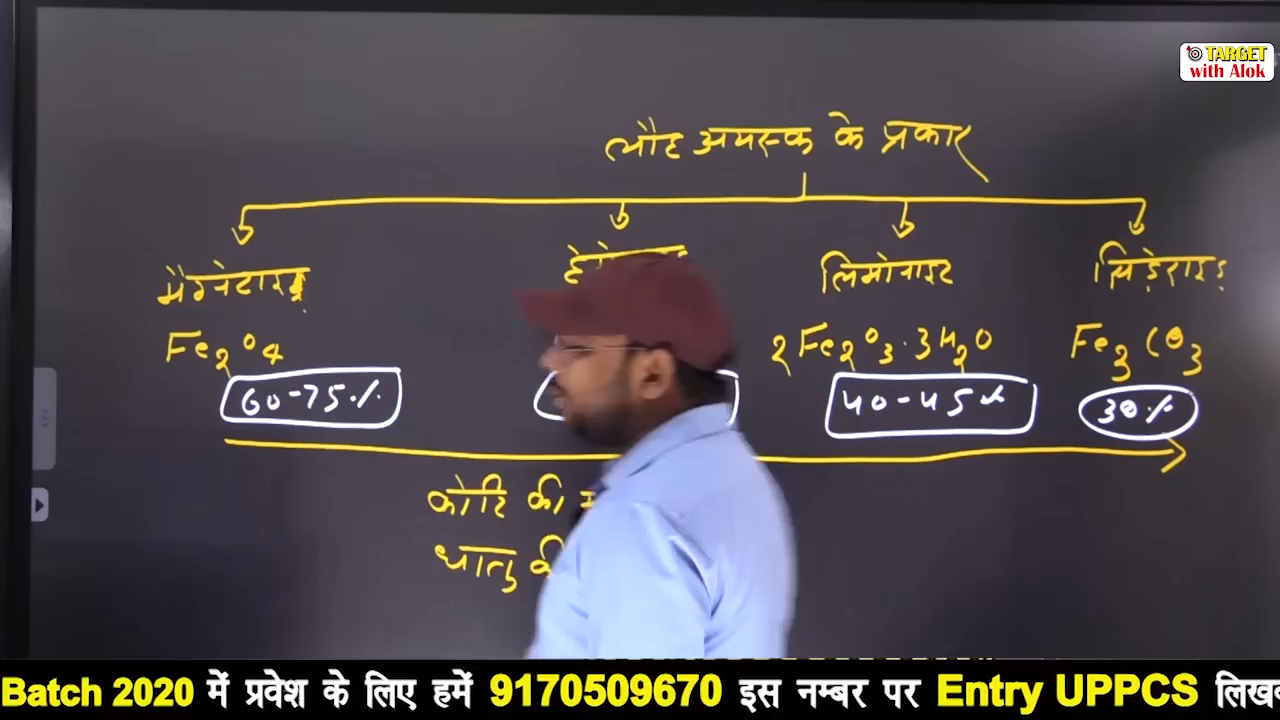 TARGET
with Alok
लौह अयस्क के प्रकार
मैग्नेटाइट
लिमोनाइट
सिडेराइट
Fe₂O₄
2Fe₂O₃.3H₂O
Fe₃CO₃
60-75%
40-45%
30%
कोटि की
धातु की
Batch 2020 में प्रवेश के लिए हमें 9170509670 इस नम्बर पर Entry UPPCS